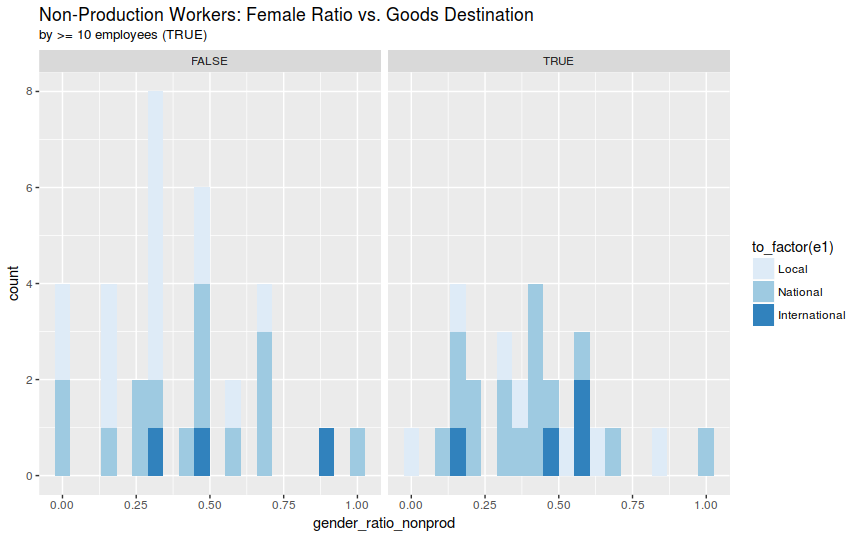 Non-Production Workers: Female Ratio vs. Goods Destination
by >= 10 employees (TRUE)
FALSE
TRUE
8
6
4
2
0
count
0.00
0.25
0.50
0.75
1.00
0.00
0.25
0.50
0.75
1.00
gender_ratio_nonprod
to_factor(e1)
Local
National
International